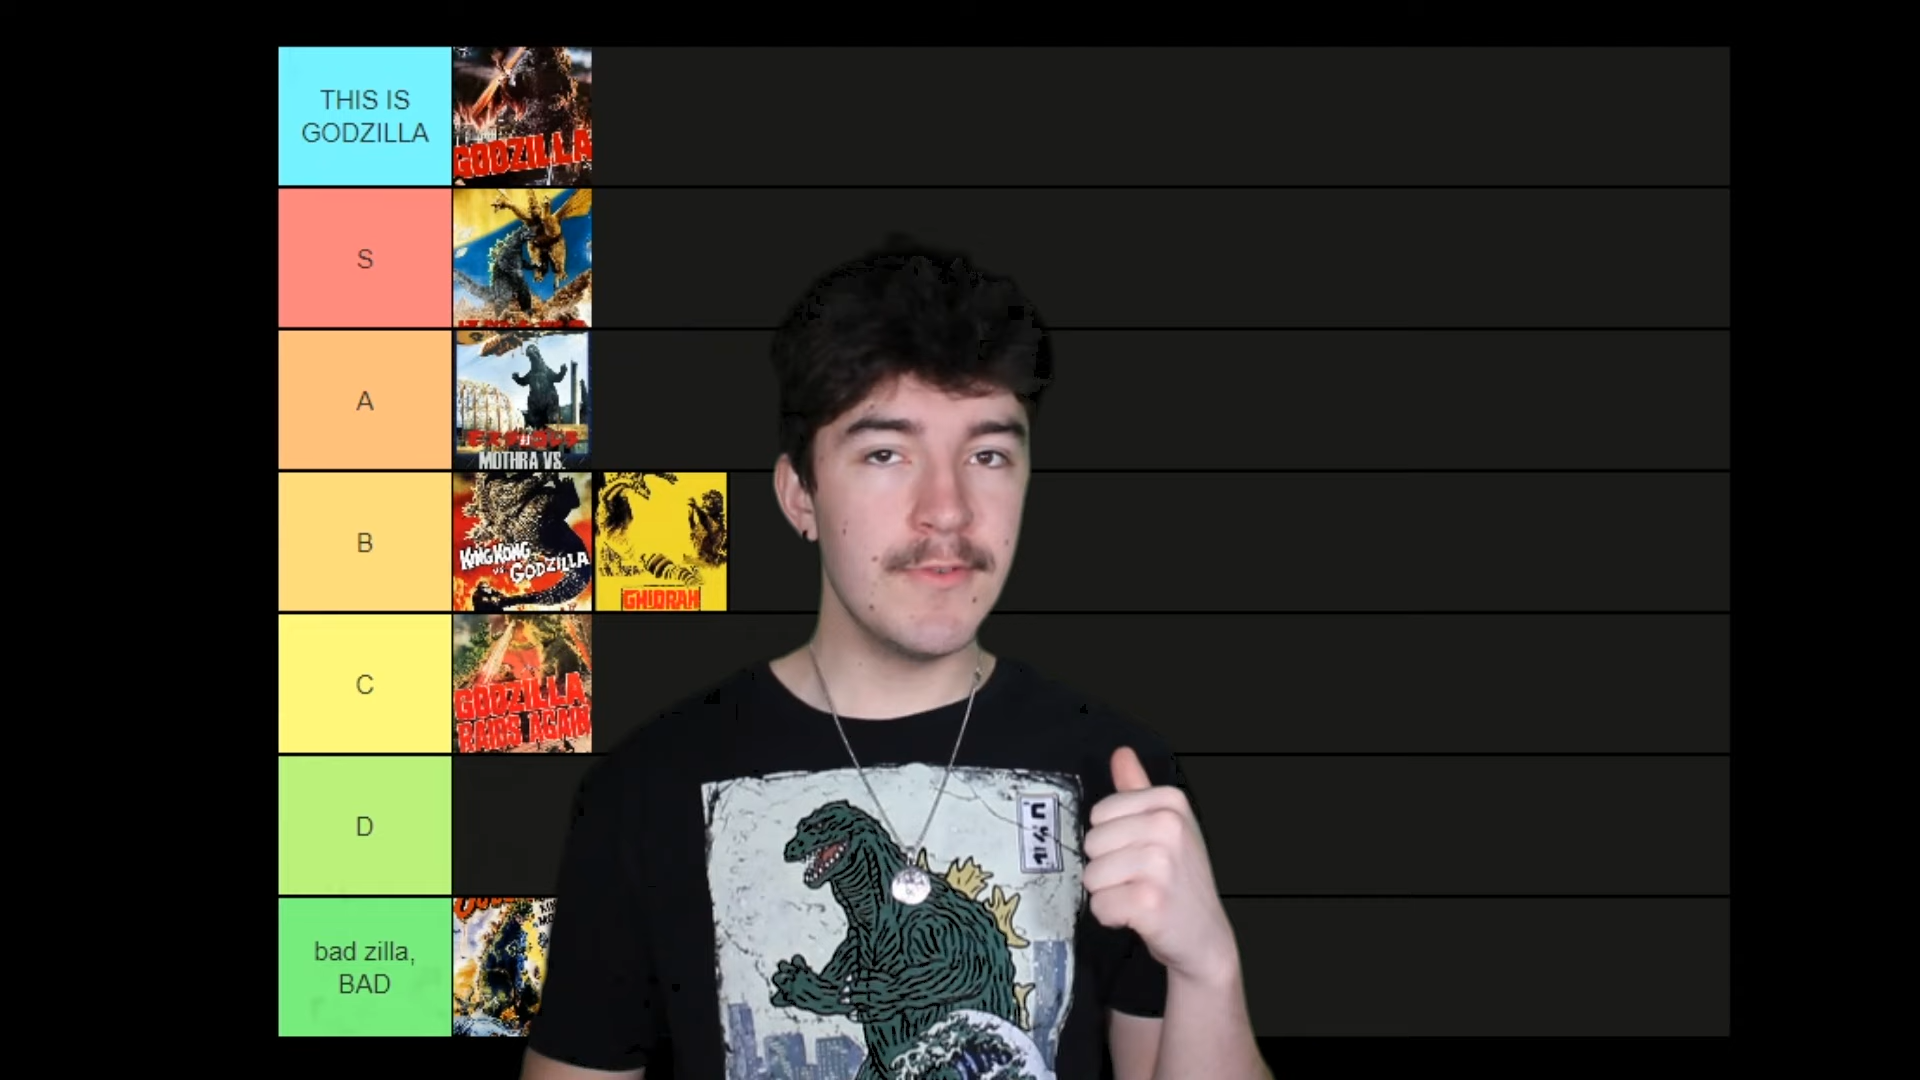 THIS IS
GODZILLA
GODZILLA
S
A
MOTHRA VS.
B
KING KONG
VS. GODZILLA
GHIDRAH
C
GODZILLA
RAIDS AGAIN
D
bad zilla,
BAD